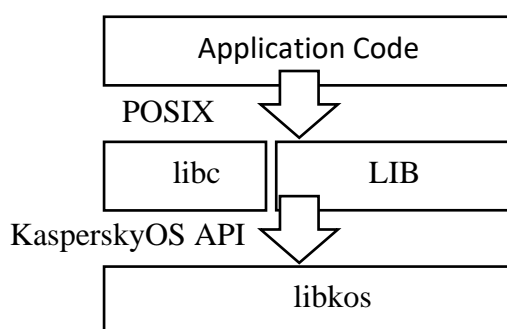 Application Code
POSIX
libc LIB
KasperskyOS API
libkos